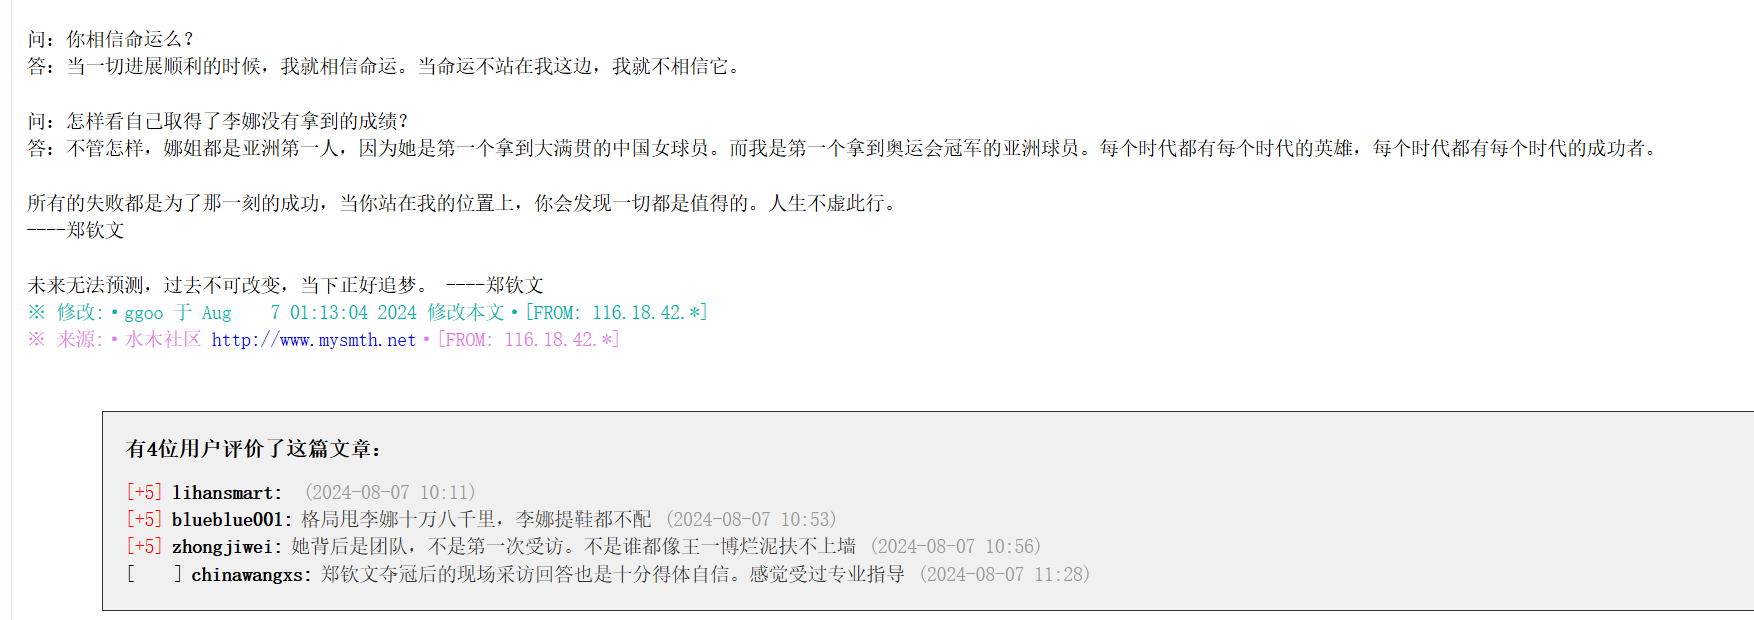 问：你相信命运么？
答：当一切进展顺利的时候，我就相信命运。当命运不站在我这边，我就不相信它。
问：怎样看自己取得了李娜没有拿到的成绩？
答：不管怎样，娜姐都是亚洲第一人，因为她是第一个拿到大满贯的中国女球员。而我是第一个拿到奥运会冠军的亚洲球员。每个时代都有每个时代的英雄，每个时代都有每个时代的成功者。
所有的失败都是为了那一刻的成功，当你站在我的位置上，你会发现一切都是值得的。人生不虚此行。
----郑钦文
未来无法预测，过去不可改变，当下正好追梦。 ----郑钦文
※ 修改:·ggoo 于 Aug  7 01:13:04 2024 修改本文·[FROM: 116.18.42.*]
※ 来源:·水木社区 http://www.mysmth.net·[FROM: 116.18.42.*]
有4位用户评价了这篇文章：
[+5] lihansmart: (2024-08-07 10:11)
[+5] blueblue001: 格局甩李娜十万八千里，李娜提鞋都不配 (2024-08-07 10:53)
[+5] zhongjiwei: 她背后是团队，不是第一次受访。不是谁都像王一博烂泥扶不上墙 (2024-08-07 10:56)
[  ] chinawangxs: 郑钦文夺冠后的现场采访回答也是十分得体自信。感觉受过专业指导 (2024-08-07 11:28)